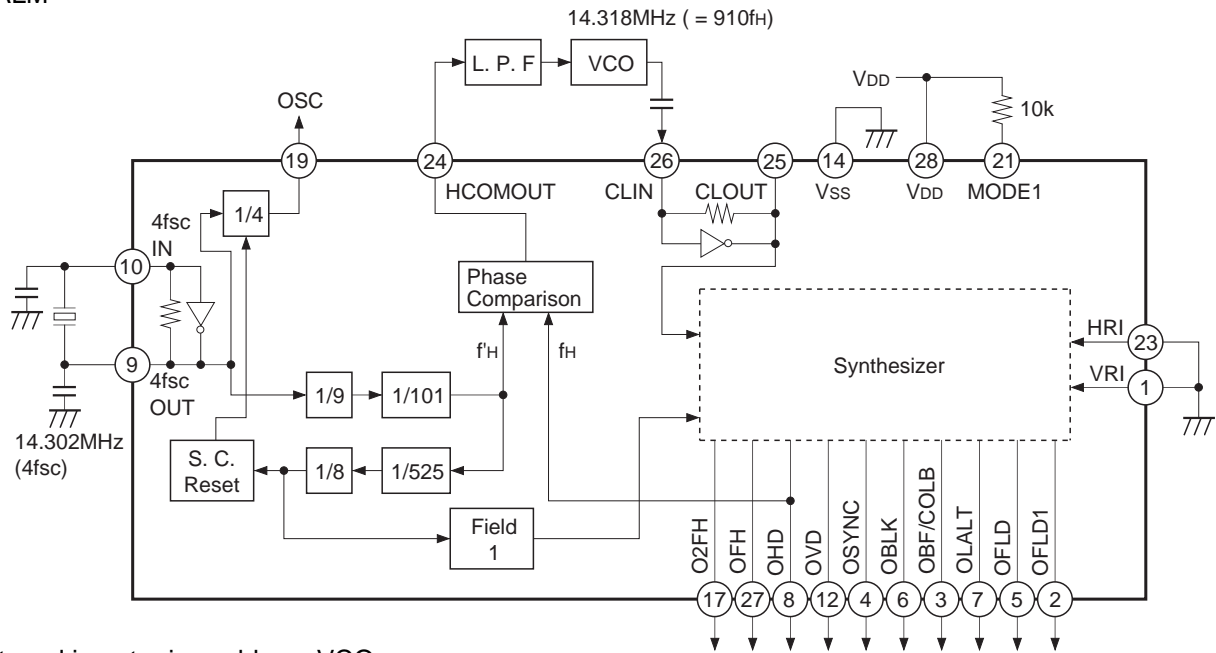 14.318MHz ( = 910fH)
L. P. F
VCO
OSC
VDD
10k
19
24
26
25
14
28
21
HCOMOUT
CLIN
CLOUT
VSS
VDD
MODE1
1/4
4fsc
IN
10
Phase
Comparison
HRI
23
Synthesizer
VRI
1
9
4fsc
OUT
f'H
fH
1/9
1/101
14.302MHz
(4fsc)
S. C.
Reset
1/8
1/525
Field
1
O2FH
OFH
OHD
OVD
OSYNC
OBLK
OBF/COLB
OLALT
OFLD
OFLD1
17
27
8
12
4
6
3
7
5
2